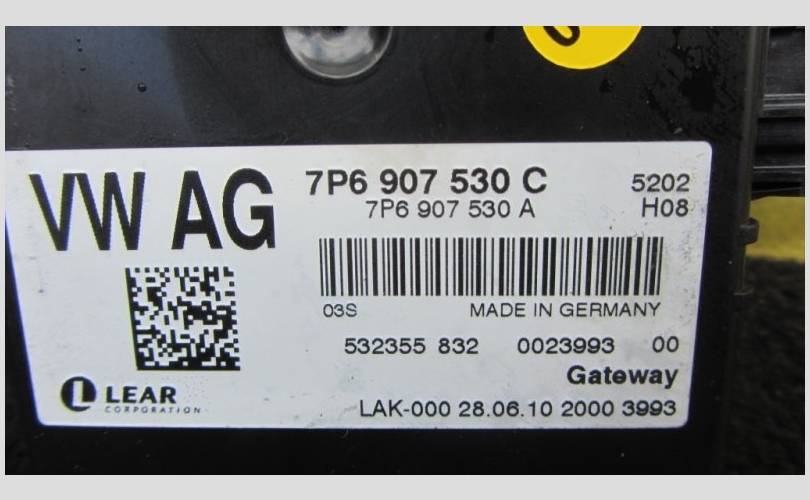 VW AG
7P6 907 530 C
5202
7P6 907 530 A
H08
03S
MADE IN GERMANY
532355 832 0023993 00
Gateway
LEAR
CORPORATION
LAK-000 28.06.10 2000 3993